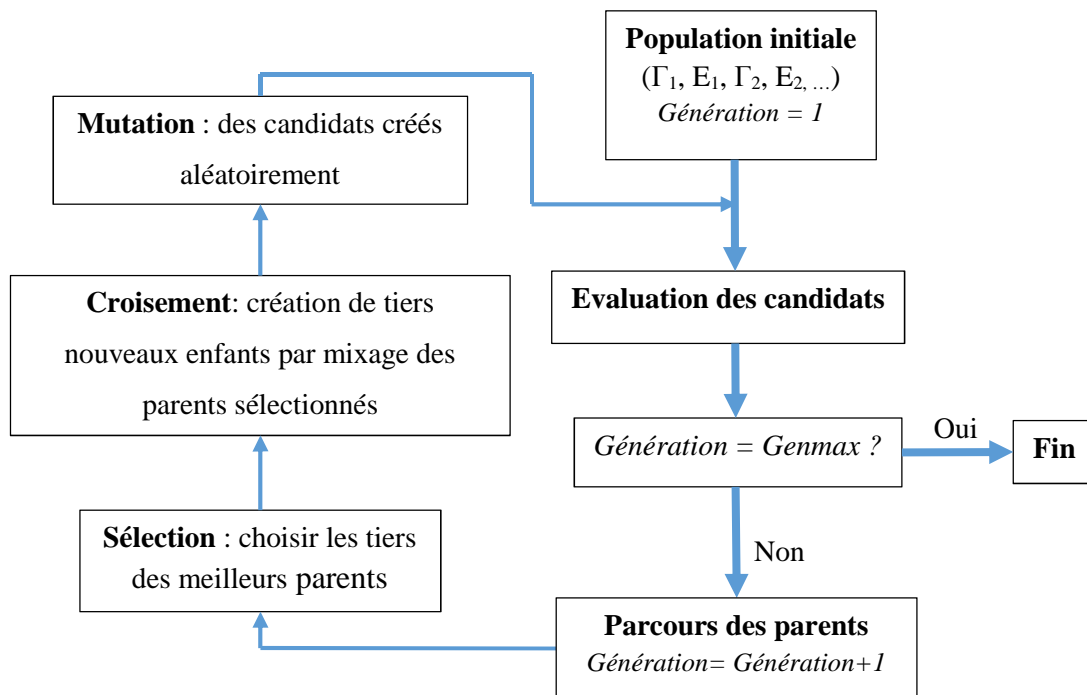 Population initiale
(Γ1, E1, Γ2, E2, …)
Génération = 1
Evaluation des candidats
Génération = Genmax ?
Oui
Fin
Non
Parcours des parents
Génération= Génération+1
Sélection : choisir les tiers
des meilleurs parents
Croisement: création de tiers
nouveaux enfants par mixage des
parents sélectionnés
Mutation : des candidats créés
aléatoirement